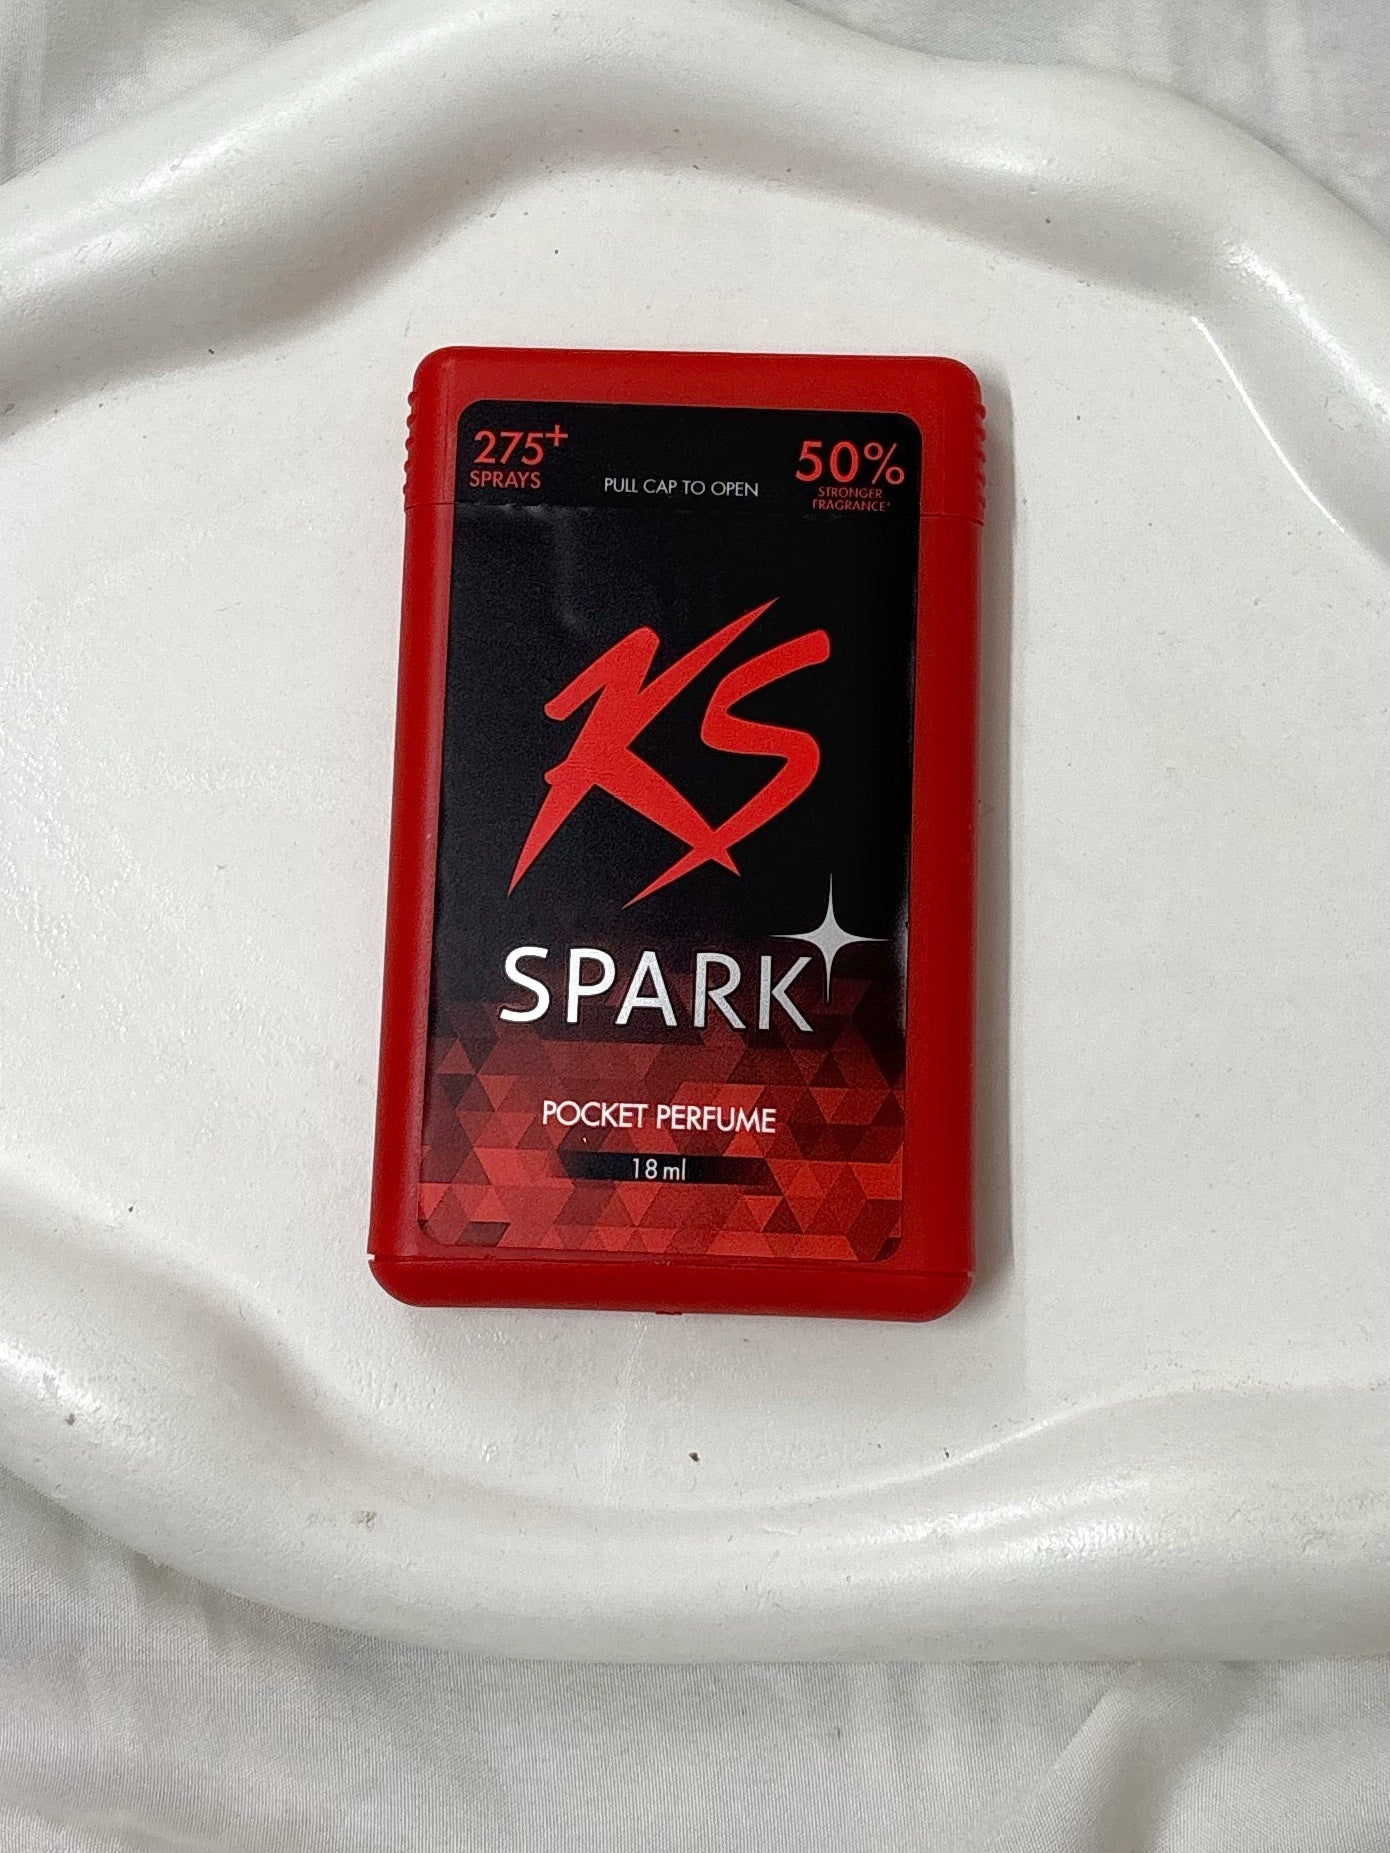 275+
SPRAYS
PULL CAP TO OPEN
50%
STRONGER
FRAGRANCE*
KS
SPARK
POCKET PERFUME
18 ml